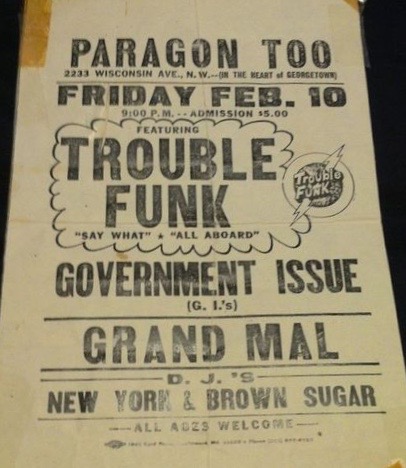 PARAGON TOO
2233 WISCONSIN AVE., N.W.--(IN THE HEART of GEORGETOWN)
FRIDAY FEB. 10
9:00 P.M. -- ADMISSION $5.00
FEATURING
TROUBLE
FUNK
Trouble
FUNK
"SAY WHAT" ★ "ALL ABOARD"
GOVERNMENT ISSUE
(G. I.'s)
GRAND MAL
D. J.'S
NEW YORK & BROWN SUGAR
ALL AGES WELCOME